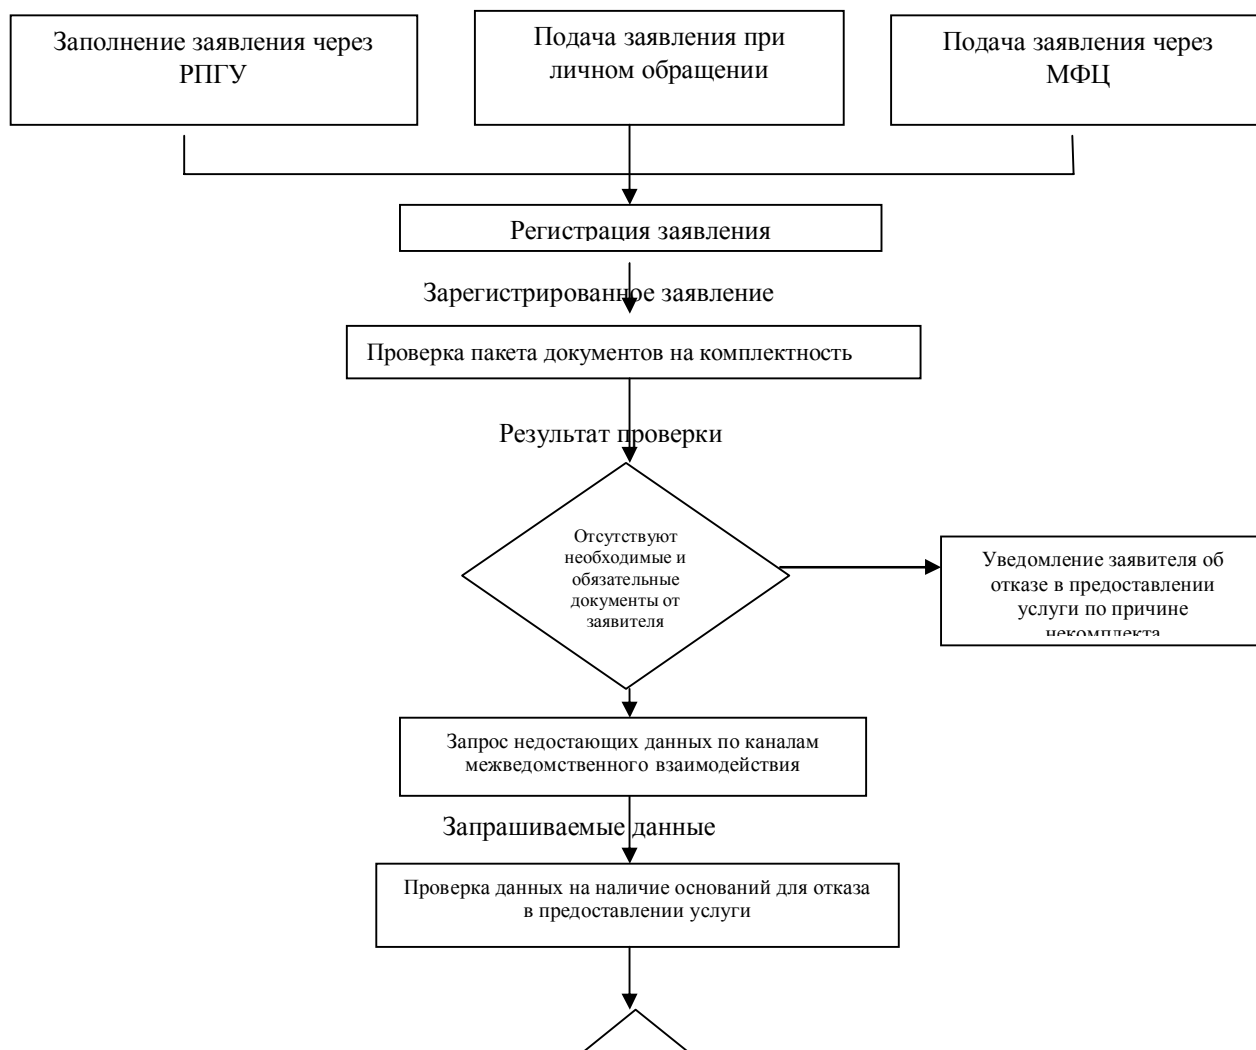 Заполнение заявления через
РПГУ
Подача заявления при
личном обращении
Подача заявления через
МФЦ
Регистрация заявления
Зарегистрированное заявление
Проверка пакета документов на комплектность
Результат проверки
Отсутствуют
необходимые и
обязательные
документы от
заявителя
Уведомление заявителя об
отказе в предоставлении
услуги по причине
некомплекта
Запрос недостающих данных по каналам
межведомственного взаимодействия
Запрашиваемые данные
Проверка данных на наличие оснований для отказа
в предоставлении услуги